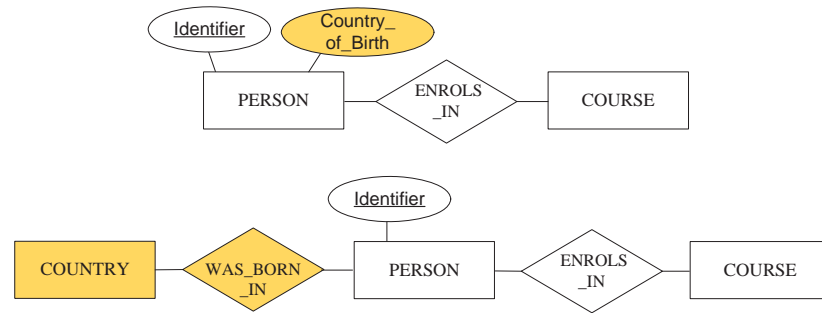 Identifier
Country_
of_Birth
PERSON
ENROLS
_IN
COURSE
Identifier
COUNTRY
WAS_BORN
_IN
PERSON
ENROLS
_IN
COURSE